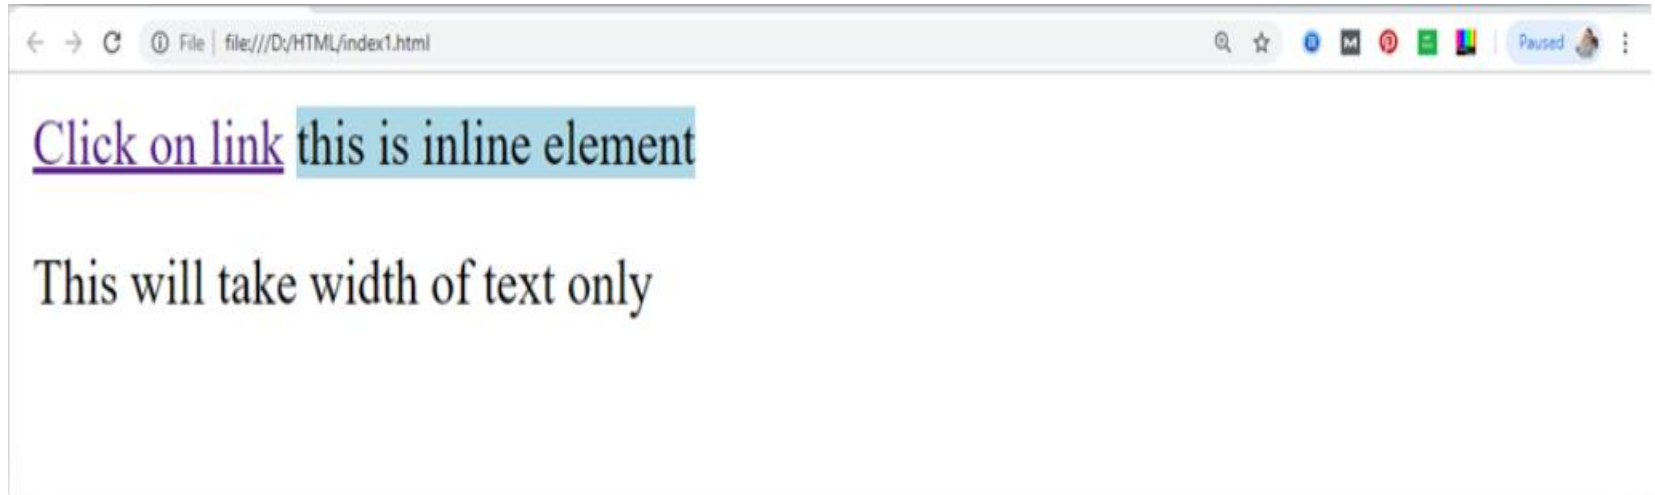 File file:///D:/HTML/index1.html Paused
Click on link this is inline element
This will take width of text only